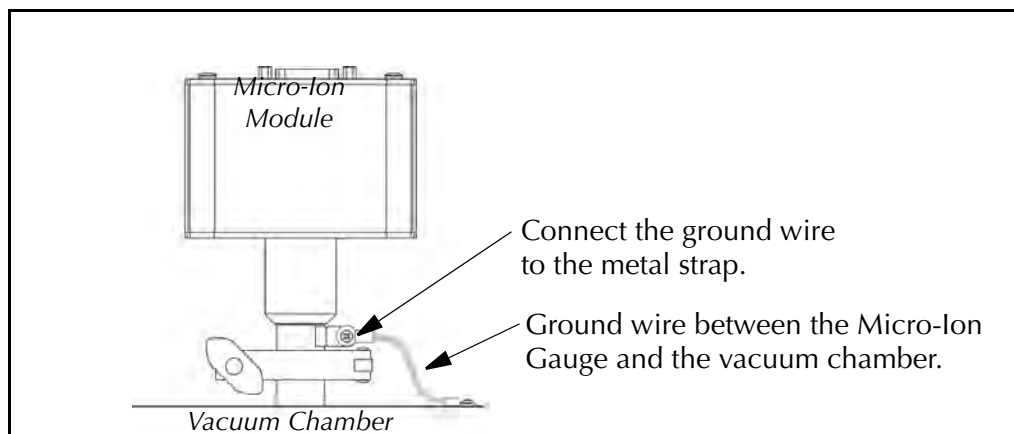 Micro-Ion
Module
Connect the ground wire
to the metal strap.
Ground wire between the Micro-Ion
Gauge and the vacuum chamber.
Vacuum Chamber